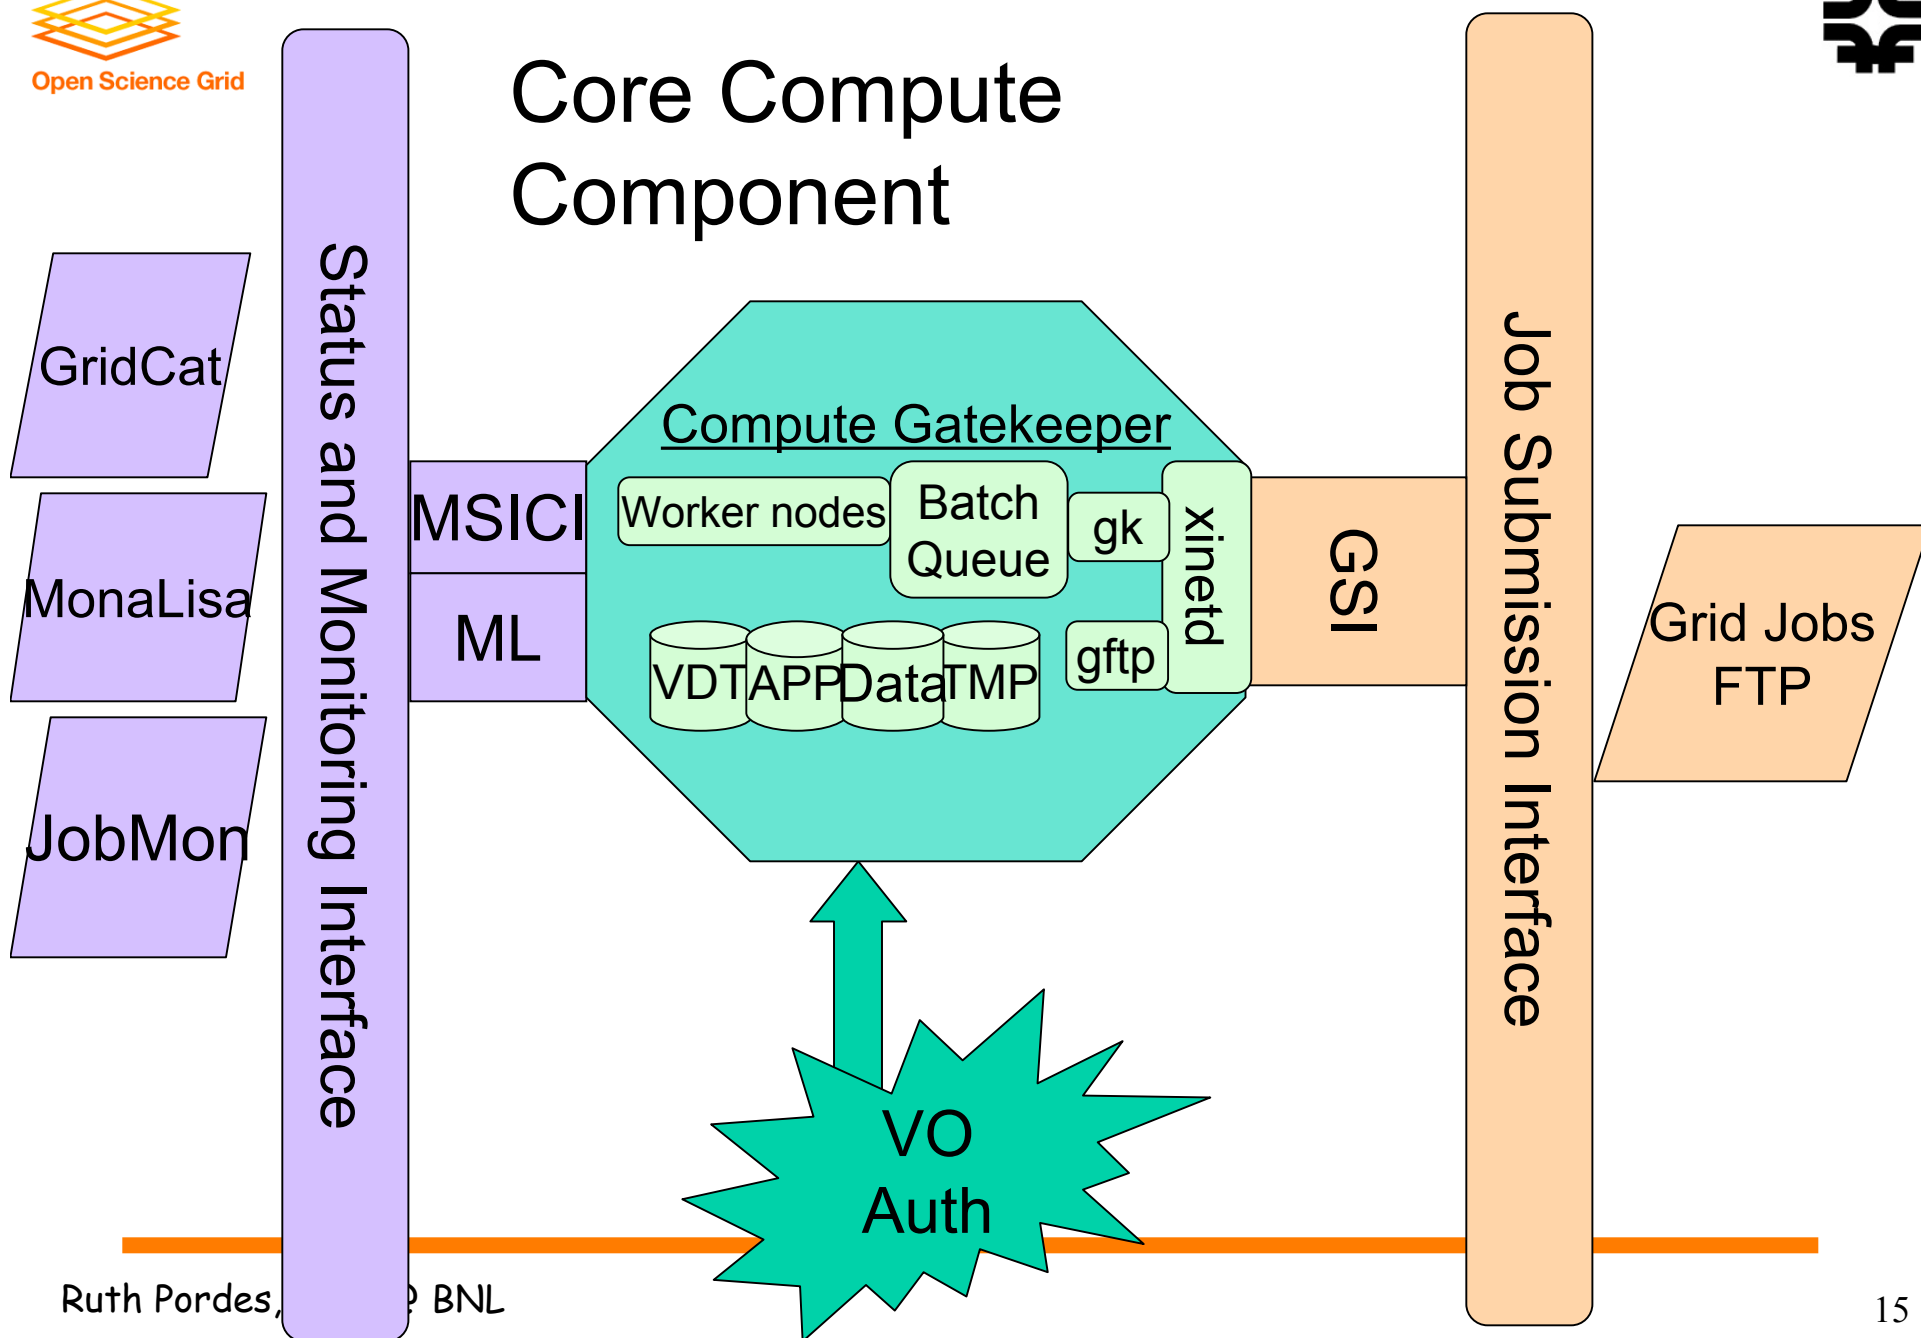 Open Science Grid
Core Compute
Component
Status and Monitoring Interface
Job Submission Interface
GridCat
MonaLisa
JobMon
MSICI
ML
Compute Gatekeeper
Worker nodes
Batch
Queue
gk
xinetd
gftp
VDT
APP
Data
TMP
GSI
Grid Jobs
FTP
VO
Auth
Ruth Pordes, @ BNL
15